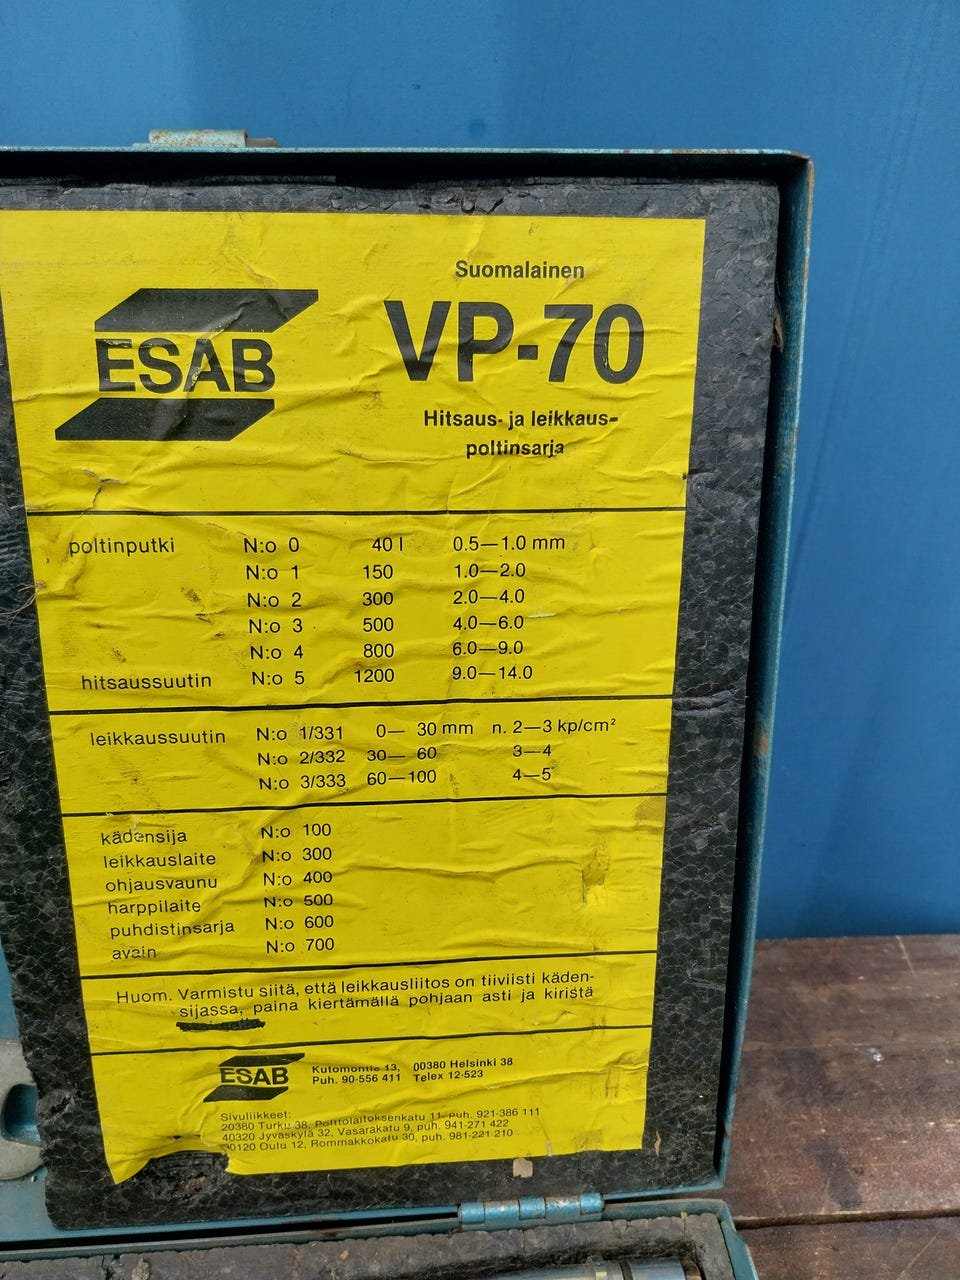 ESAB
Suomalainen
VP-70
Hitsaus- ja leikkaus-
poltinsarja
poltinputki N:o 0 40 l 0.5—1.0 mm
N:o 1 150 1.0—2.0
N:o 2 300 2.0—4.0
N:o 3 500 4.0—6.0
N:o 4 800 6.0—9.0
hitsaussuutin N:o 5 1200 9.0—14.0
leikkaussuutin N:o 1/331 0— 30 mm n. 2—3 kp/cm²
N:o 2/332 30— 60 3—4
N:o 3/333 60—100 4—5
kädensija N:o 100
leikkauslaite N:o 300
ohjausvaunu N:o 400
harppilaite N:o 500
puhdistinsarja N:o 600
avain N:o 700
Huom. Varmistu siitä, että leikkausliitos on tiiviisti käden-
sijassa, paina kiertämällä pohjaan asti ja kiristä
ESAB
Kutomontie 13, 00380 Helsinki 38
Puh. 90-556 411 Telex 12-523
Sivuliikkeet:
20380 Turku 38, Polttolaitoksenkatu 11, puh. 921-386 111
40320 Jyväskylä 32, Vasarakatu 9, puh. 941-271 422
90120 Oulu 12, Rommakkokatu 30, puh. 981-221 210